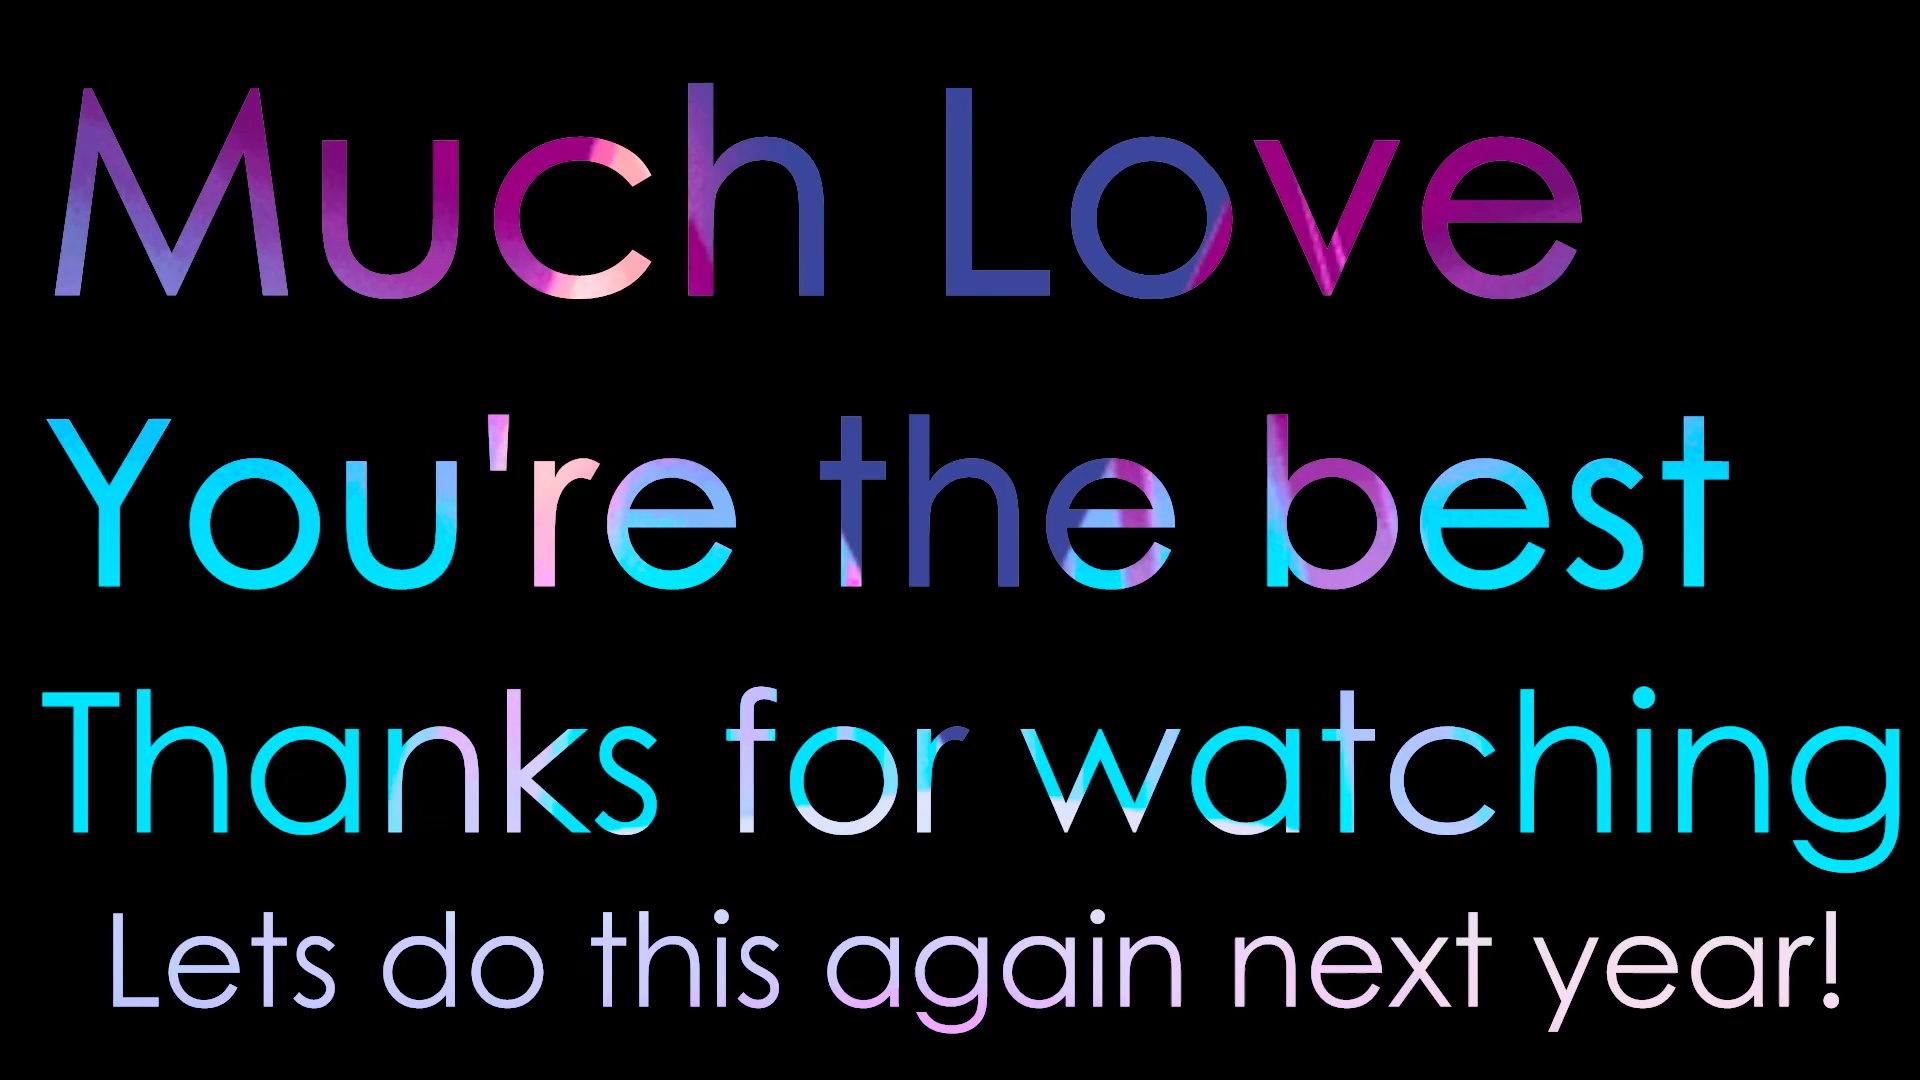 Much Love
You're the best
Thanks for watching
Lets do this again next year!